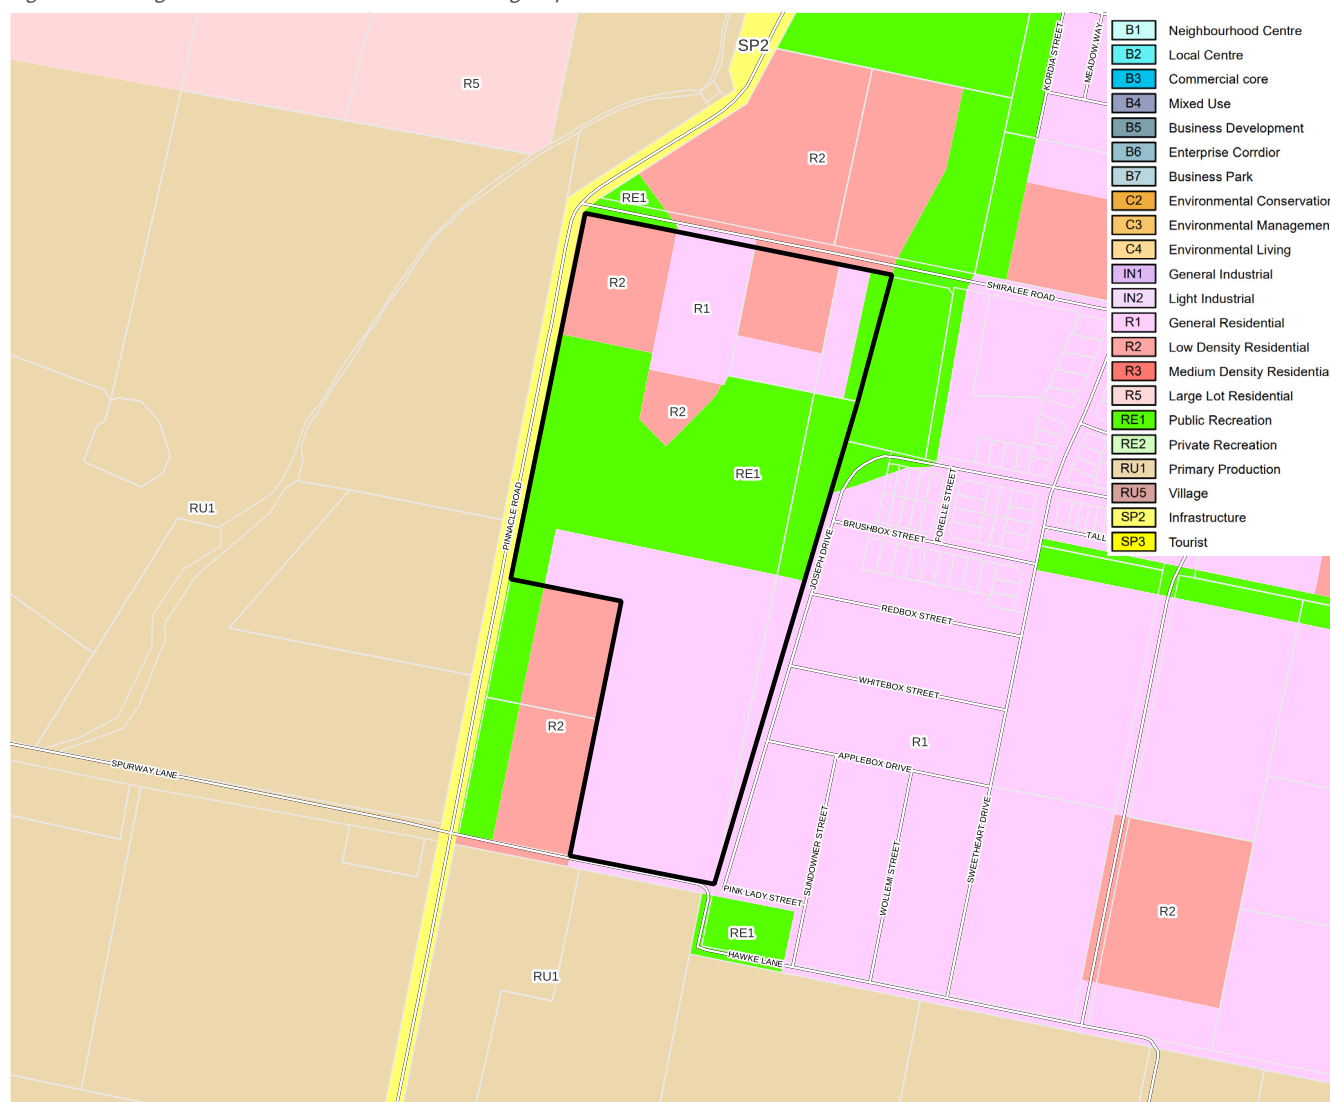 SP2
R5
R2
RE1
KORDIA STREET
MEADOW WAY
SHIRALEE ROAD
R2
R1
R2
RE1
RU1
PINNACLE ROAD
FORELLE STREET
BRUSHBOX STREET
JOSEPH DRIVE
TALL
REDBOX STREET
WHITEBOX STREET
R2
R1
APPLEBOX DRIVE
SPURWAY LANE
SUNDOWNER STREET
WOLLEMI STREET
SWEETHEART DRIVE
PINK LADY STREET
R2
RE1
HAWKE LANE
RU1
B1 Neighbourhood Centre
B2 Local Centre
B3 Commercial core
B4 Mixed Use
B5 Business Development
B6 Enterprise Corrdior
B7 Business Park
C2 Environmental Conservation
C3 Environmental Managemen
C4 Environmental Living
IN1 General Industrial
IN2 Light Industrial
R1 General Residential
R2 Low Density Residential
R3 Medium Density Residentia
R5 Large Lot Residential
RE1 Public Recreation
RE2 Private Recreation
RU1 Primary Production
RU5 Village
SP2 Infrastructure
SP3 Tourist